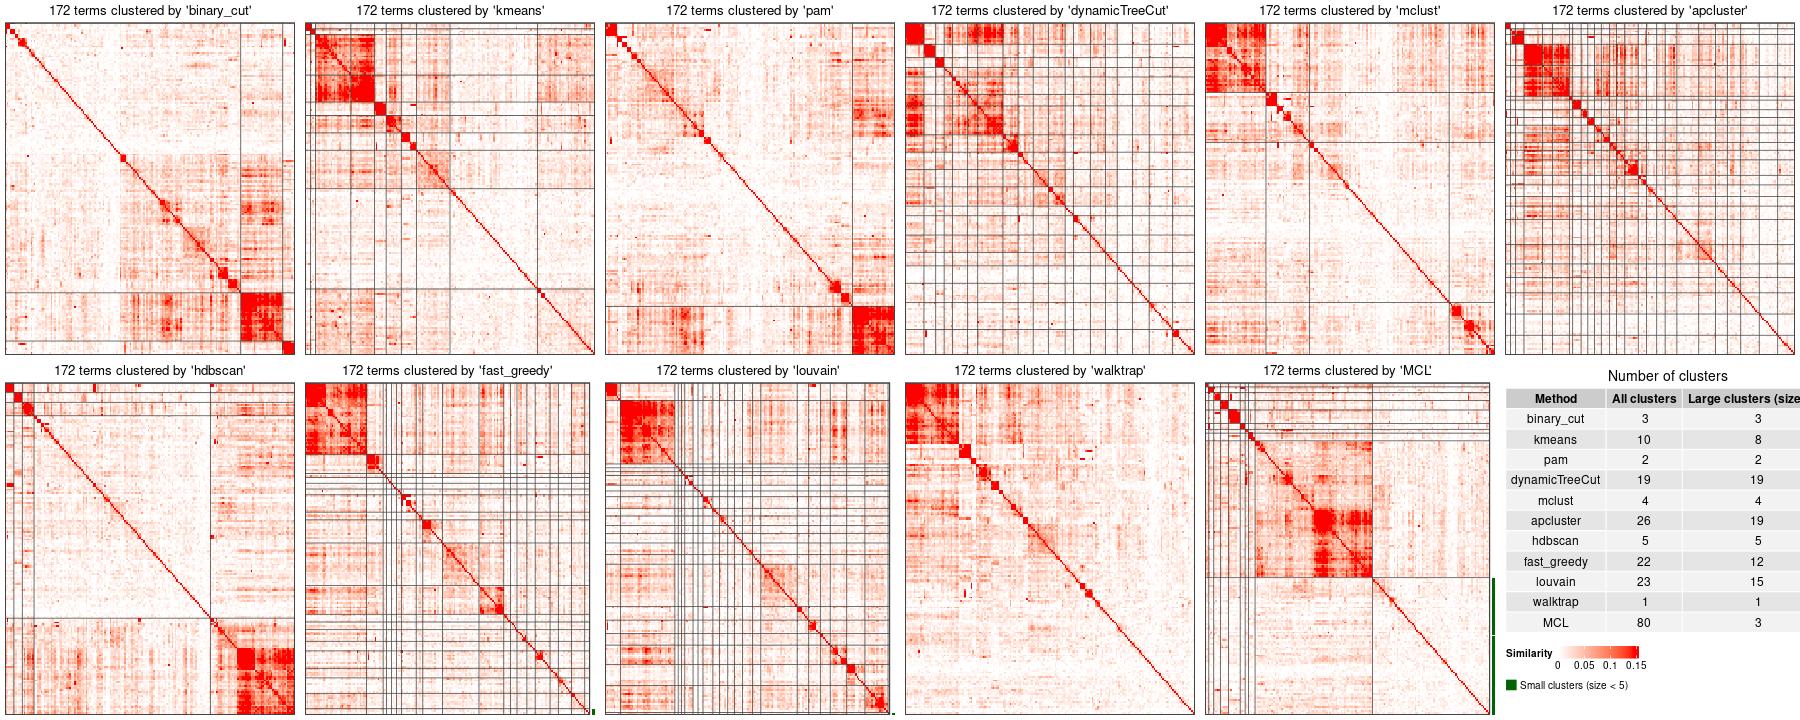 172 terms clustered by 'binary_cut'
172 terms clustered by 'kmeans'
172 terms clustered by 'pam'
172 terms clustered by 'dynamicTreeCut'
172 terms clustered by 'mclust'
172 terms clustered by 'apcluster'
172 terms clustered by 'hdbscan'
172 terms clustered by 'fast_greedy'
172 terms clustered by 'louvain'
172 terms clustered by 'walktrap'
172 terms clustered by 'MCL'
Number of clusters
Method All clusters Large clusters (size
binary_cut 3 3
kmeans 10 8
pam 2 2
dynamicTreeCut 19 19
mclust 4 4
apcluster 26 19
hdbscan 5 5
fast_greedy 22 12
louvain 23 15
walktrap 1 1
MCL 80 3
Similarity
0 0.05 0.1 0.15
Small clusters (size < 5)